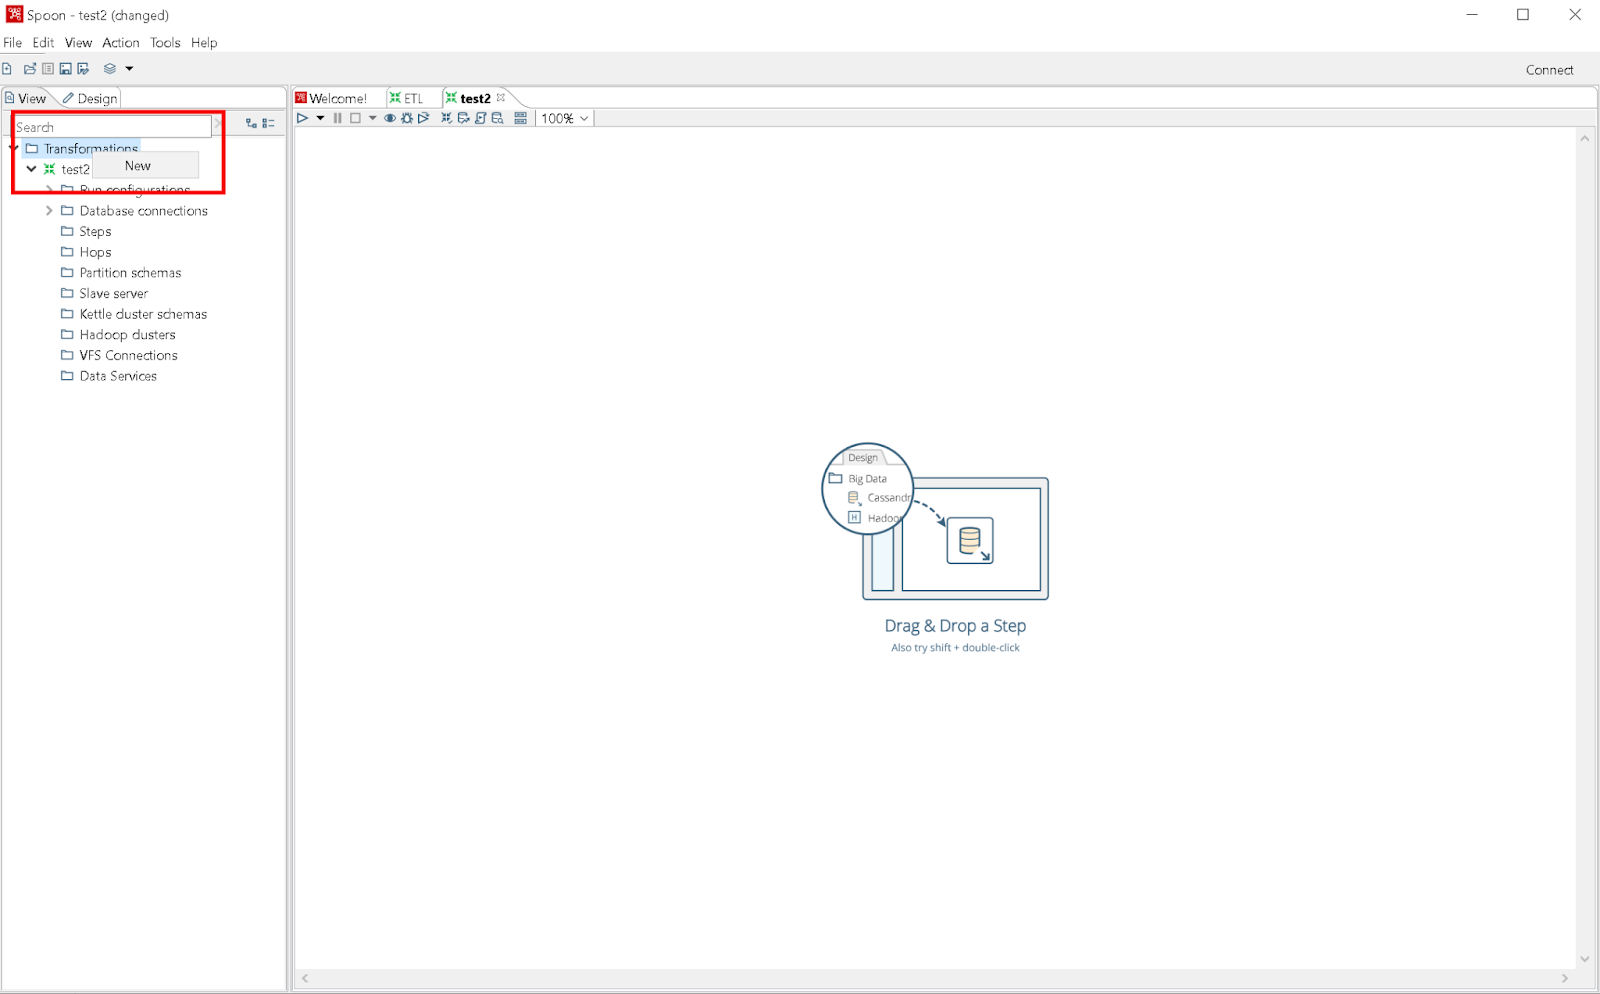 Spoon - test2 (changed)
File Edit View Action Tools Help
Connect
View Design
Welcome! ETL test2
100%
Search
Transformations
New
test2
Run configurations
Database connections
Steps
Hops
Partition schemas
Slave server
Kettle cluster schemas
Hadoop clusters
VFS Connections
Data Services
Design
Big Data
Cassandr
H Hadoop
Drag & Drop a Step
Also try shift + double-click